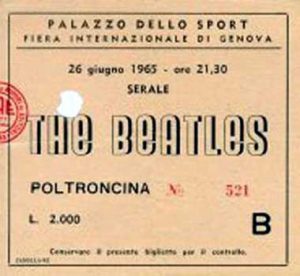 PALAZZO DELLO SPORT
FIERA INTERNAZIONALE DI GENOVA
26 giugno 1965 - ore 21,30
SERALE
THE BEATLES
POLTRONCINA № 521
L. 2.000
B
Conservare il presente biglietto per il controllo.